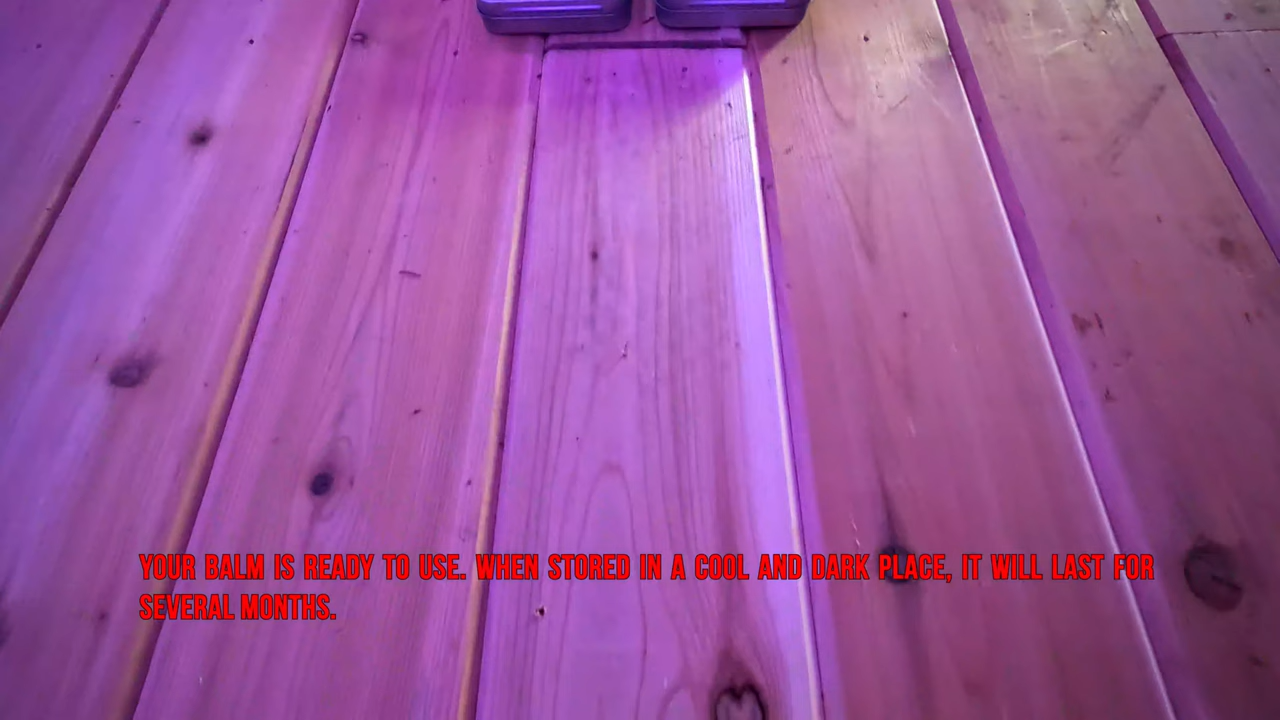 YOUR BALM IS READY TO USE. WHEN STORED IN A COOL AND DARK PLACE, IT WILL LAST FOR
SEVERAL MONTHS.